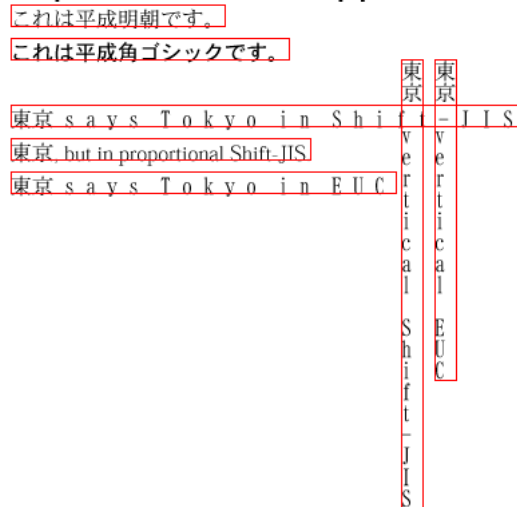 これは平成明朝です。
これは平成角ゴシックです。
東京 says Tokyo in Shift-JIS
東京, but in proportional Shift-JIS
東京 says Tokyo in EUC
東京 vertical Shift-JIS
東京 vertical EUC